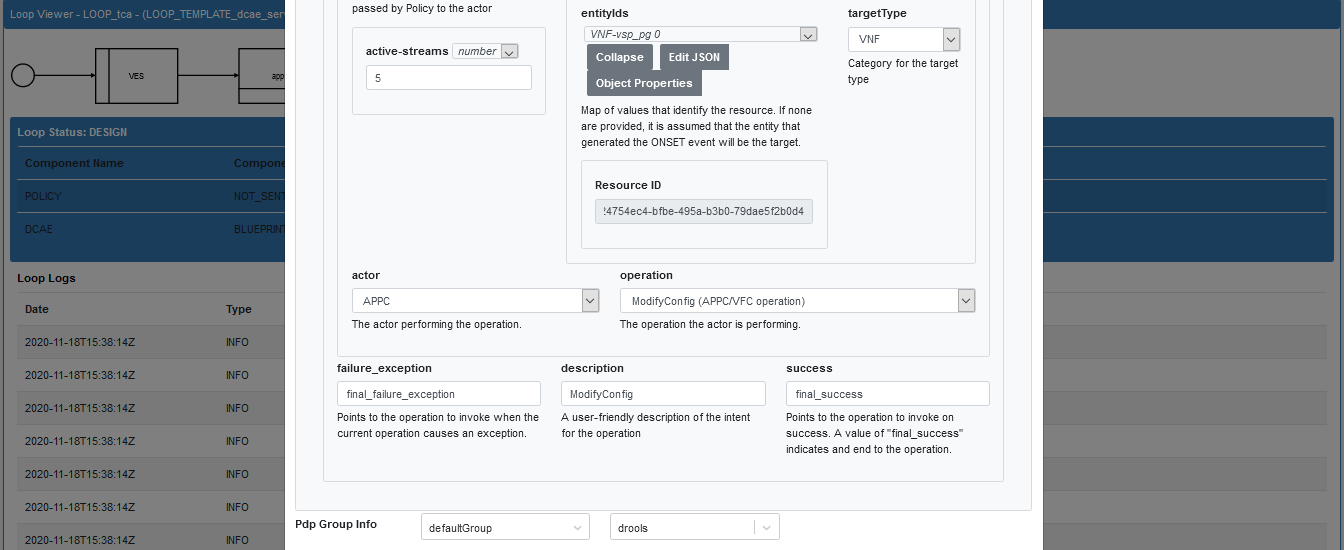 Loop Viewer - LOOP_tca - (LOOP_TEMPLATE_dcae_ser
VES
app
Loop Status: DESIGN
Component Name
Compone
POLICY
NOT_SENT
DCAE
BLUEPRINT
Loop Logs
Date Type
2020-11-18T15:38:14Z INFO
2020-11-18T15:38:14Z INFO
2020-11-18T15:38:14Z INFO
2020-11-18T15:38:14Z INFO
2020-11-18T15:38:14Z INFO
2020-11-18T15:38:14Z INFO
2020-11-18T15:38:14Z INFO
passed by Policy to the actor
active-streams number
5
entityIds
VNF-vsp_pg 0
Collapse Edit JSON
Object Properties
Map of values that identify the resource. If none
are provided, it is assumed that the entity that
generated the ONSET event will be the target.
Resource ID
24754ec4-bfbe-495a-b3b0-79dae5f2b0d4
targetType
VNF
Category for the target
type
actor
APPC
The actor performing the operation.
operation
ModifyConfig (APPC/VFC operation)
The operation the actor is performing.
failure_exception
final_failure_exception
Points to the operation to invoke when the
current operation causes an exception.
description
ModifyConfig
A user-friendly description of the intent
for the operation
success
final_success
Points to the operation to invoke on
success. A value of "final_success"
indicates and end to the operation.
Pdp Group Info defaultGroup drools